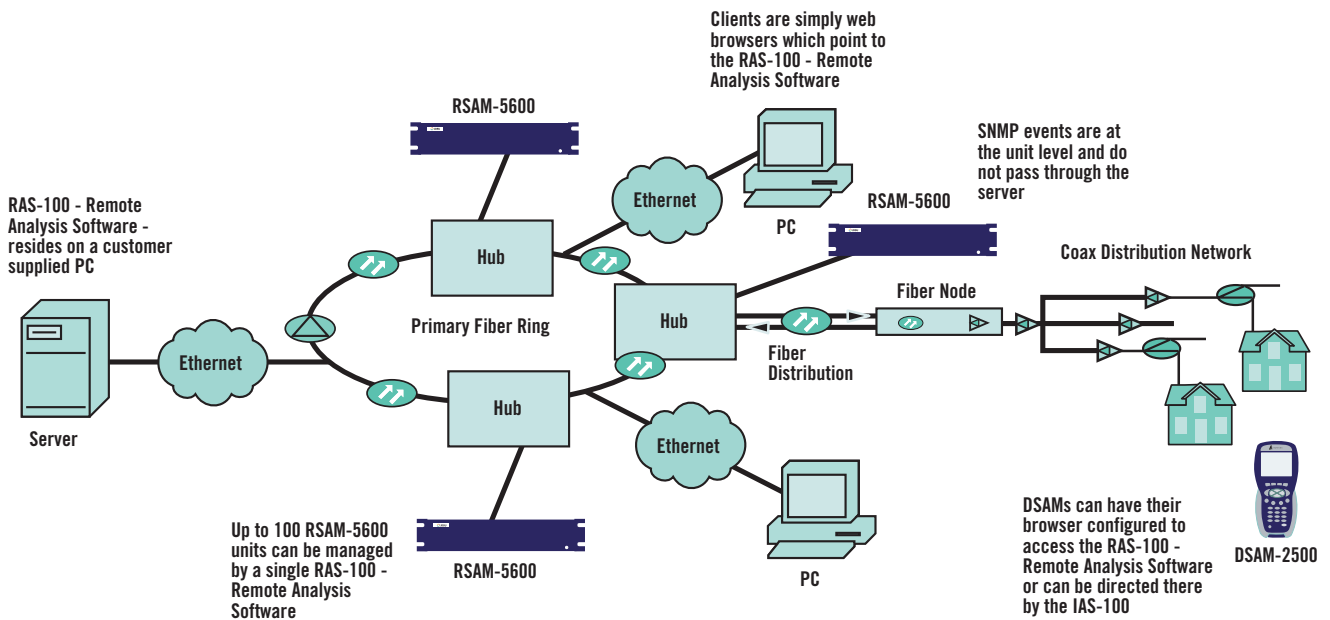 Clients are simply web
browsers which point to
the RAS-100 - Remote
Analysis Software
RSAM-5600
SNMP events are at
the unit level and do
not pass through the
server
RAS-100 - Remote
Analysis Software -
resides on a customer
supplied PC
Ethernet
PC
RSAM-5600
Hub
Coax Distribution Network
Fiber Node
Primary Fiber Ring
Hub
Ethernet
Fiber
Distribution
Server
Hub
Ethernet
Up to 100 RSAM-5600
units can be managed
by a single RAS-100 -
Remote Analysis
Software
RSAM-5600
PC
DSAMs can have their
browser configured to
access the RAS-100 -
Remote Analysis Software
or can be directed there
by the IAS-100
DSAM-2500